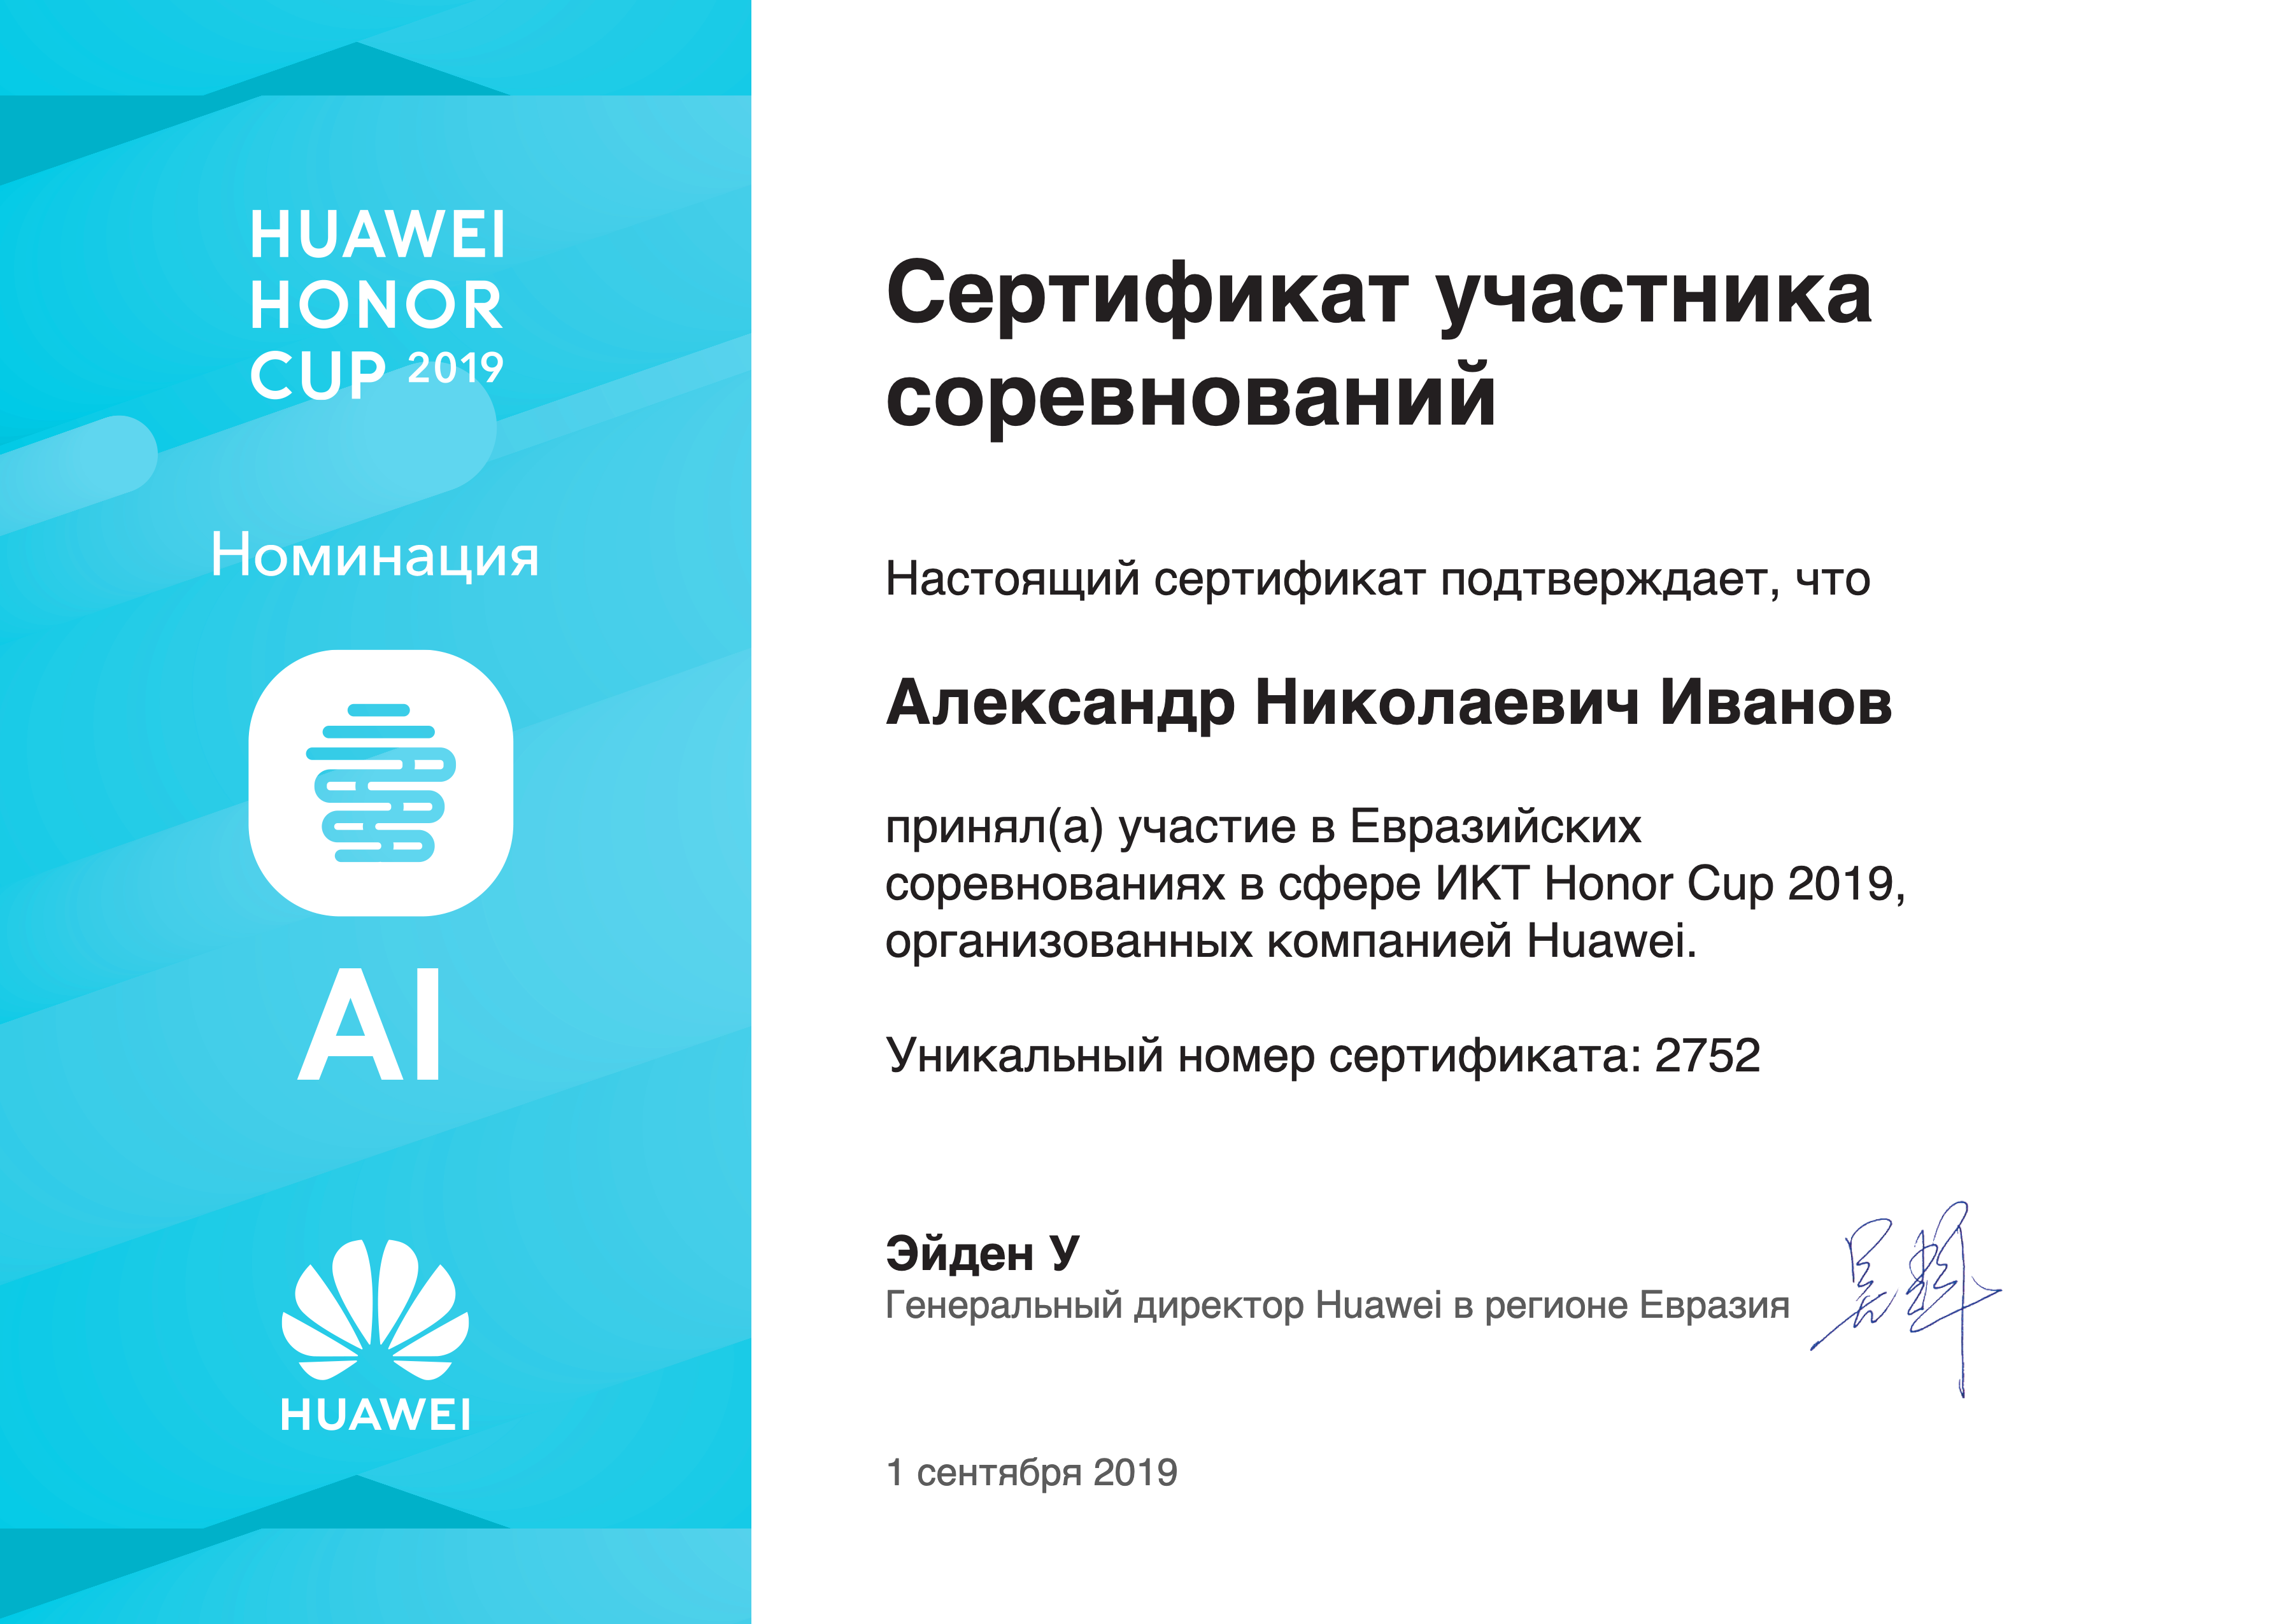 HUAWEI
HONOR
CUP 2019
Номинация
AI
HUAWEI
Сертификат участника
соревнований
Настоящий сертификат подтверждает, что
Александр Николаевич Иванов
принял(а) участие в Евразийских
соревнованиях в сфере ИКТ Honor Cup 2019,
организованных компанией Huawei.
Уникальный номер сертификата: 2752
Эйден У
Генеральный директор Huawei в регионе Евразия
1 сентября 2019